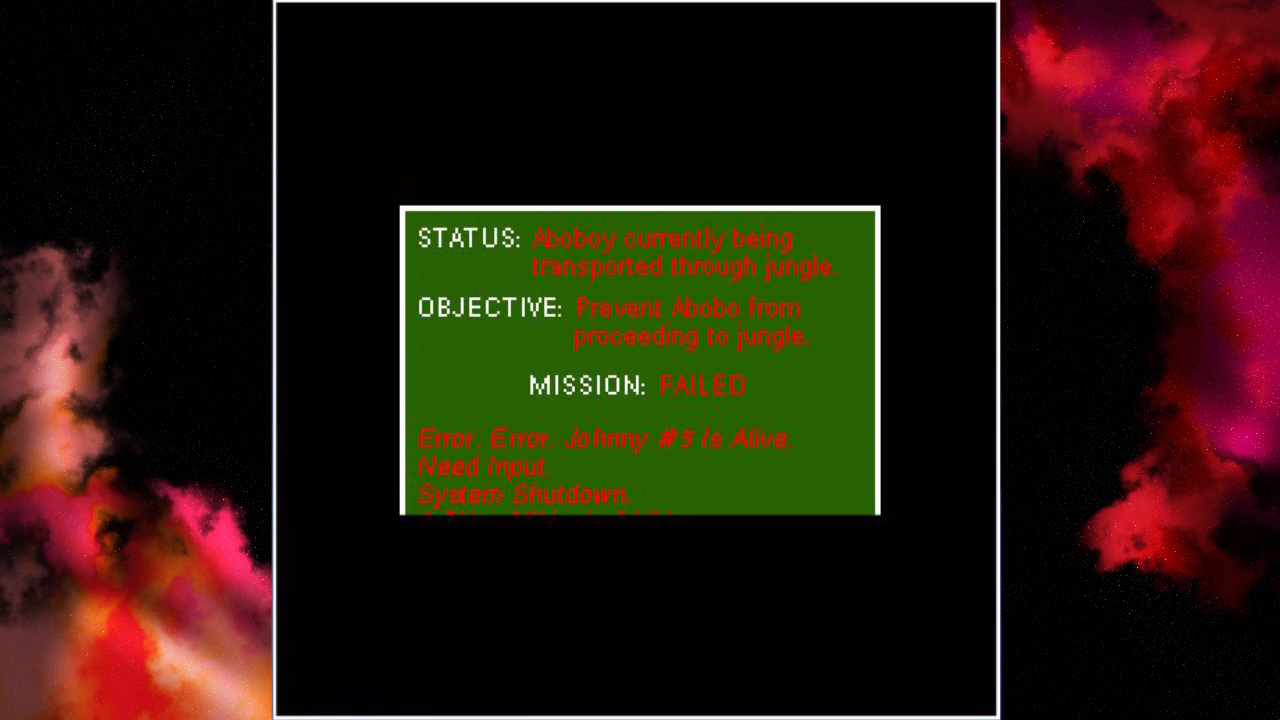 STATUS: Aboboy currently being
transported through jungle.
OBJECTIVE: Prevent Abobo from
proceeding to jungle.
MISSION: FAILED
Error. Error. Johnny #5 Is Alive.
Need Input.
System Shutdown.